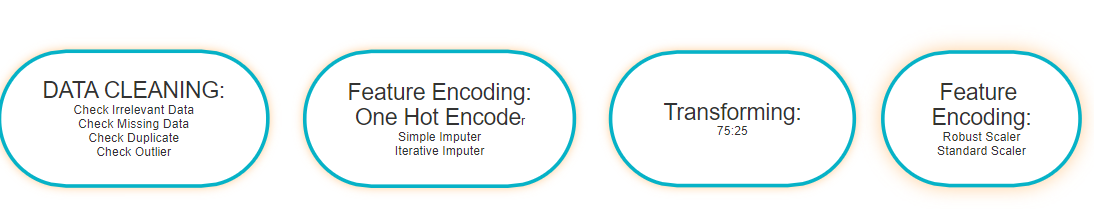 DATA CLEANING:
Check Irrelevant Data
Check Missing Data
Check Duplicate
Check Outlier
Feature Encoding:
One Hot Encoder
Simple Imputer
Iterative Imputer
Transforming:
75:25
Feature
Encoding:
Robust Scaler
Standard Scaler